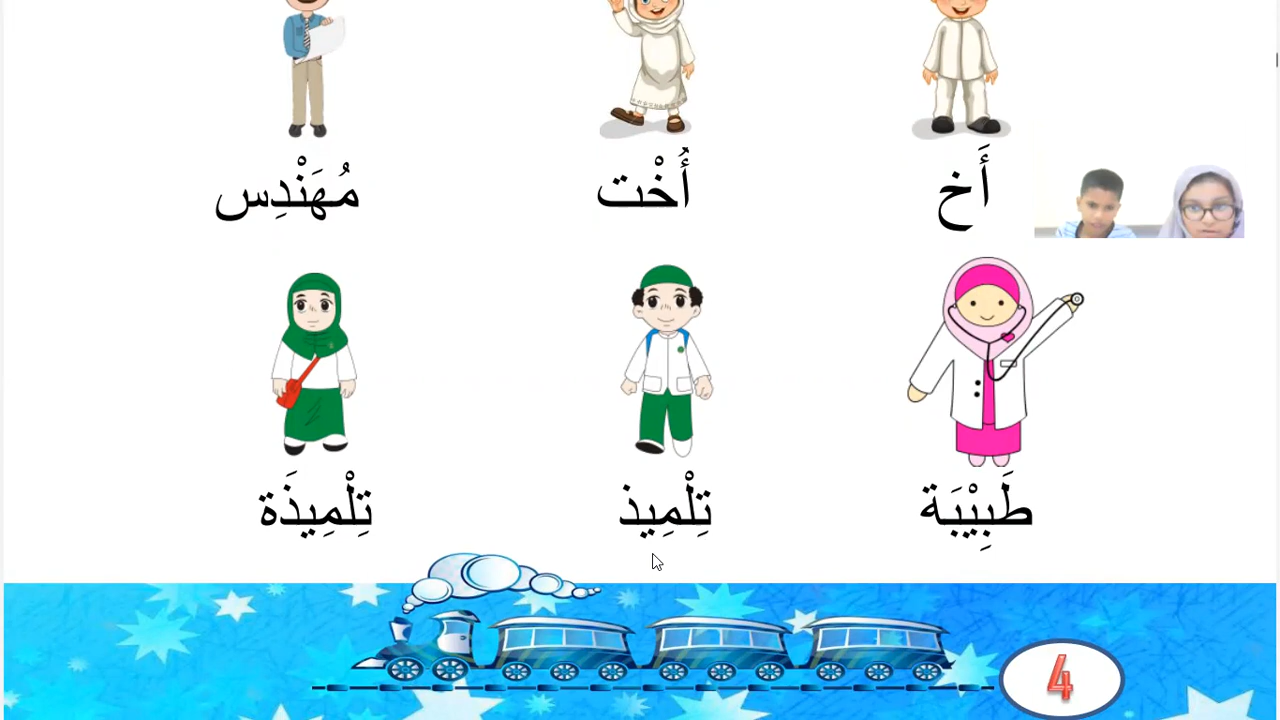 أَخ أُخْت مُهَنْدِس
طَبِيْبَة تِلْمِيذ تِلْمِيذَة
4